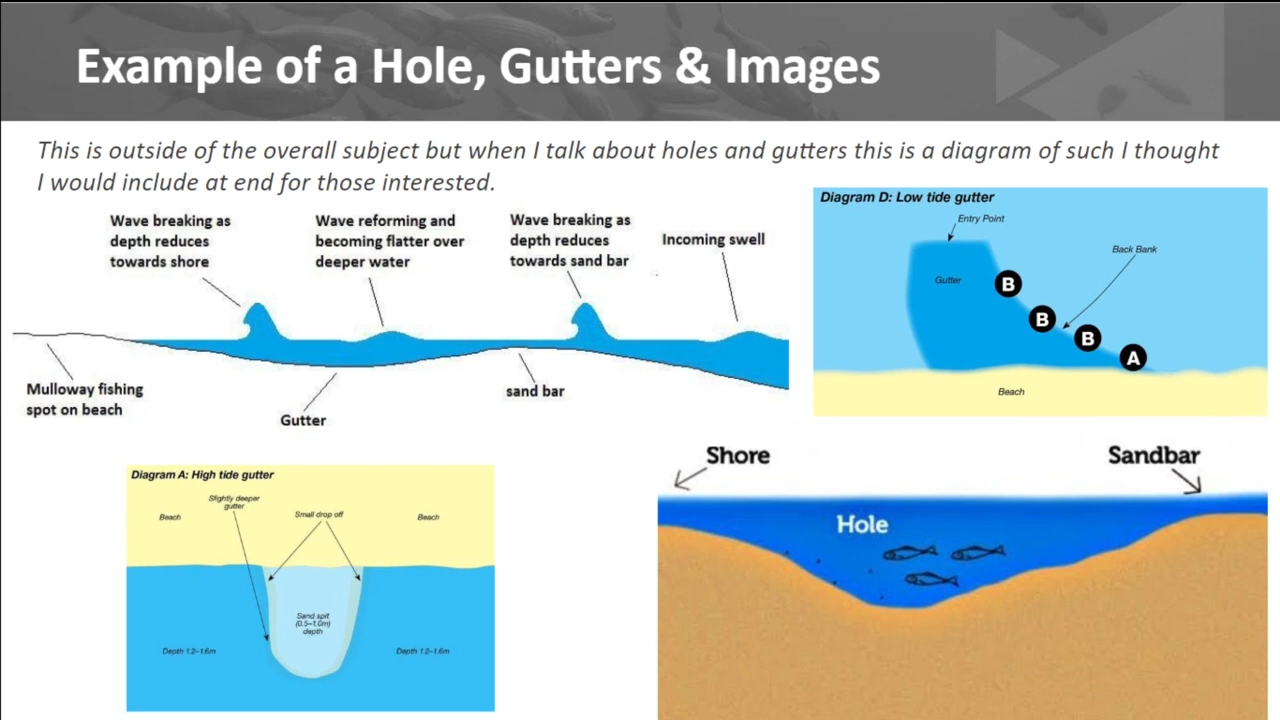 Example of a Hole, Gutters & Images
This is outside of the overall subject but when I talk about holes and gutters this is a diagram of such I thought
I would include at end for those interested.
Wave breaking as
depth reduces
towards shore
Wave reforming and
becoming flatter over
deeper water
Wave breaking as
depth reduces
towards sand bar
Incoming swell
Mulloway fishing
spot on beach
Gutter
sand bar
Diagram D: Low tide gutter
Entry Point
Back Bank
Gutter
B
B
B
A
Beach
Diagram A: High tide gutter
Slightly deeper
gutter
Small drop off
Beach
Beach
Sand spit
(0.5–1.0m)
depth
Depth 1.2–1.6m
Depth 1.2–1.6m
Shore
Sandbar
Hole